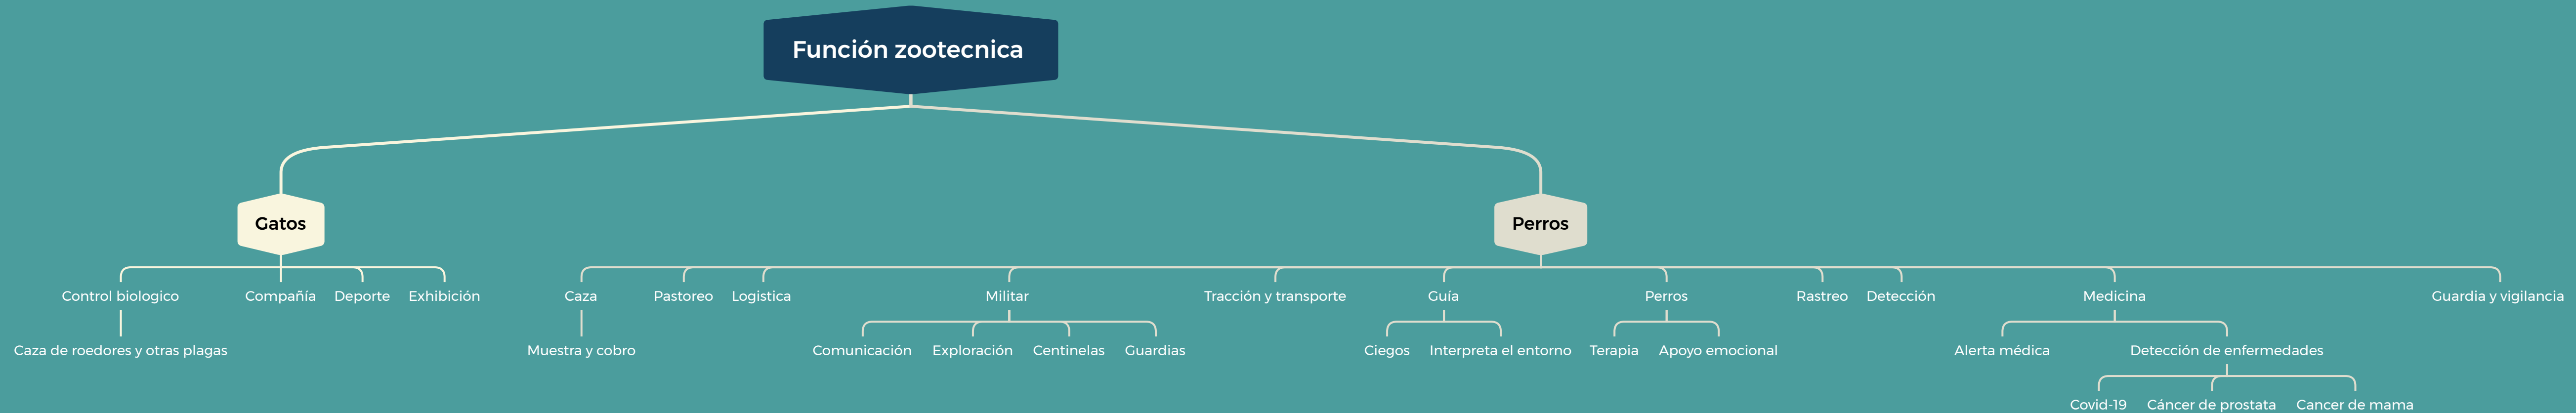 Función zootecnica
Gatos
Perros
Control biologico
Compañía
Deporte
Exhibición
Caza
Pastoreo
Logistica
Militar
Tracción y transporte
Guía
Perros
Rastreo
Detección
Medicina
Guardia y vigilancia
Caza de roedores y otras plagas
Muestra y cobro
Comunicación
Exploración
Centinelas
Guardias
Ciegos
Interpreta el entorno
Terapia
Apoyo emocional
Alerta médica
Detección de enfermedades
Covid-19
Cáncer de prostata
Cancer de mama